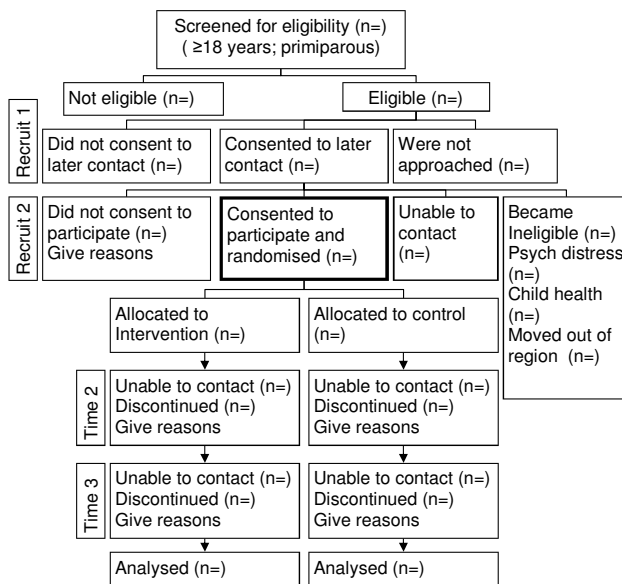 Screened for eligibility (n=)
( ≥18 years; primiparous)
Not eligible (n=)
Eligible (n=)
Recruit 1
Did not consent to
later contact (n=)
Consented to later
contact (n=)
Were not
approached (n=)
Recruit 2
Did not consent to
participate (n=)
Give reasons
Consented to
participate and
randomised (n=)
Unable to
contact (n=)
Became
Ineligible (n=)
Psych distress
(n=)
Child health
(n=)
Moved out of
region (n=)
Allocated to
Intervention (n=)
Allocated to control
(n=)
Time 2
Unable to contact (n=)
Discontinued (n=)
Give reasons
Unable to contact (n=)
Discontinued (n=)
Give reasons
Time 3
Unable to contact (n=)
Discontinued (n=)
Give reasons
Unable to contact (n=)
Discontinued (n=)
Give reasons
Analysed (n=)
Analysed (n=)